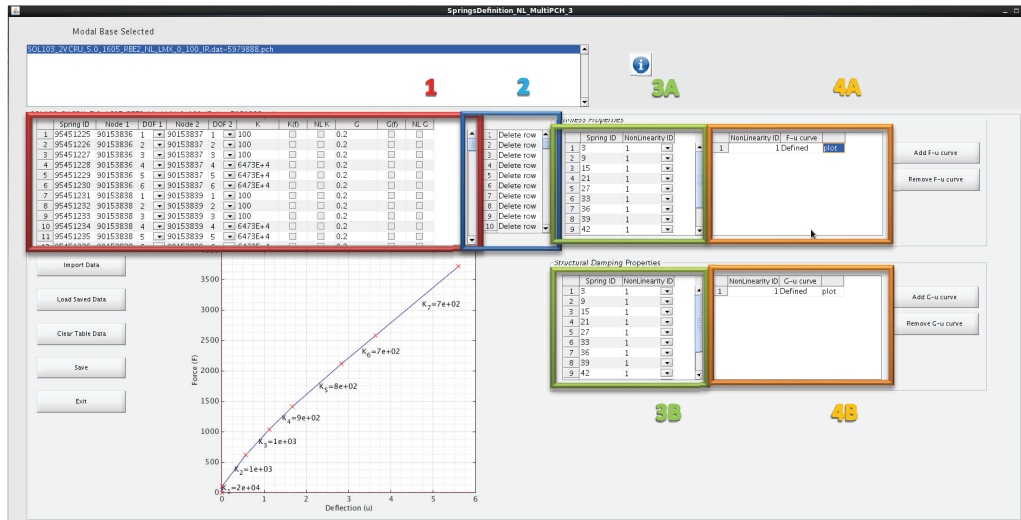 SpringsDefinition_NL_MultiPCH_3
Modal Base Selected
SOL103_2VCRU_5.0_1605_REE2_NL_LMX_0_100_IR.dat-5979888.pch
1
2
3A
4A
Spring ID Node 1 DOF 1 Node 2 DOF 2 K K(f) NL K G G(f) NL G
1 95451225 90153836 1 90153837 1 100 0.2
2 95451226 90153836 2 90153837 2 100 0.2
3 95451227 90153836 3 90153837 3 100 0.2
4 95451228 90153836 4 90153837 4 6473E+4 0.2
5 95451229 90153836 5 90153837 5 6473E+4 0.2
6 95451230 90153836 6 90153837 6 6473E+4 0.2
7 95451231 90153838 1 90153839 1 100 0.2
8 95451232 90153838 2 90153839 2 100 0.2
9 95451233 90153838 3 90153839 3 100 0.2
10 95451234 90153838 4 90153839 4 6473E+4 0.2
11 95451235 90153838 5 90153839 5 6473E+4 0.2
1 Delete row
2 Delete row
3 Delete row
4 Delete row
5 Delete row
6 Delete row
7 Delete row
8 Delete row
9 Delete row
10 Delete row
Properties
Spring ID NonLinearity ID
1 3 1
2 9 1
3 15 1
4 21 1
5 27 1
6 33 1
7 36 1
8 39 1
9 42 1
NonLinearity ID F-u curve
1 1 Defined plot
Add F-u curve
Remove F-u curve
Import Data
Load Saved Data
Clear Table Data
Save
Exit
Structural Damping Properties
Spring ID NonLinearity ID
1 3 1
2 9 1
3 15 1
4 21 1
5 27 1
6 33 1
7 36 1
8 39 1
9 42 1
NonLinearity ID G-u curve
1 1 Defined plot
Add G-u curve
Remove G-u curve
3B
4B
3500
3000
2500
2000
1500
1000
500
0
Force (F)
K7=7e+02
K6=7e+02
K5=8e+02
K4=9e+02
K3=1e+03
K2=1e+03
K1=2e+04
0 1 2 3 4 5 6
Deflection (u)